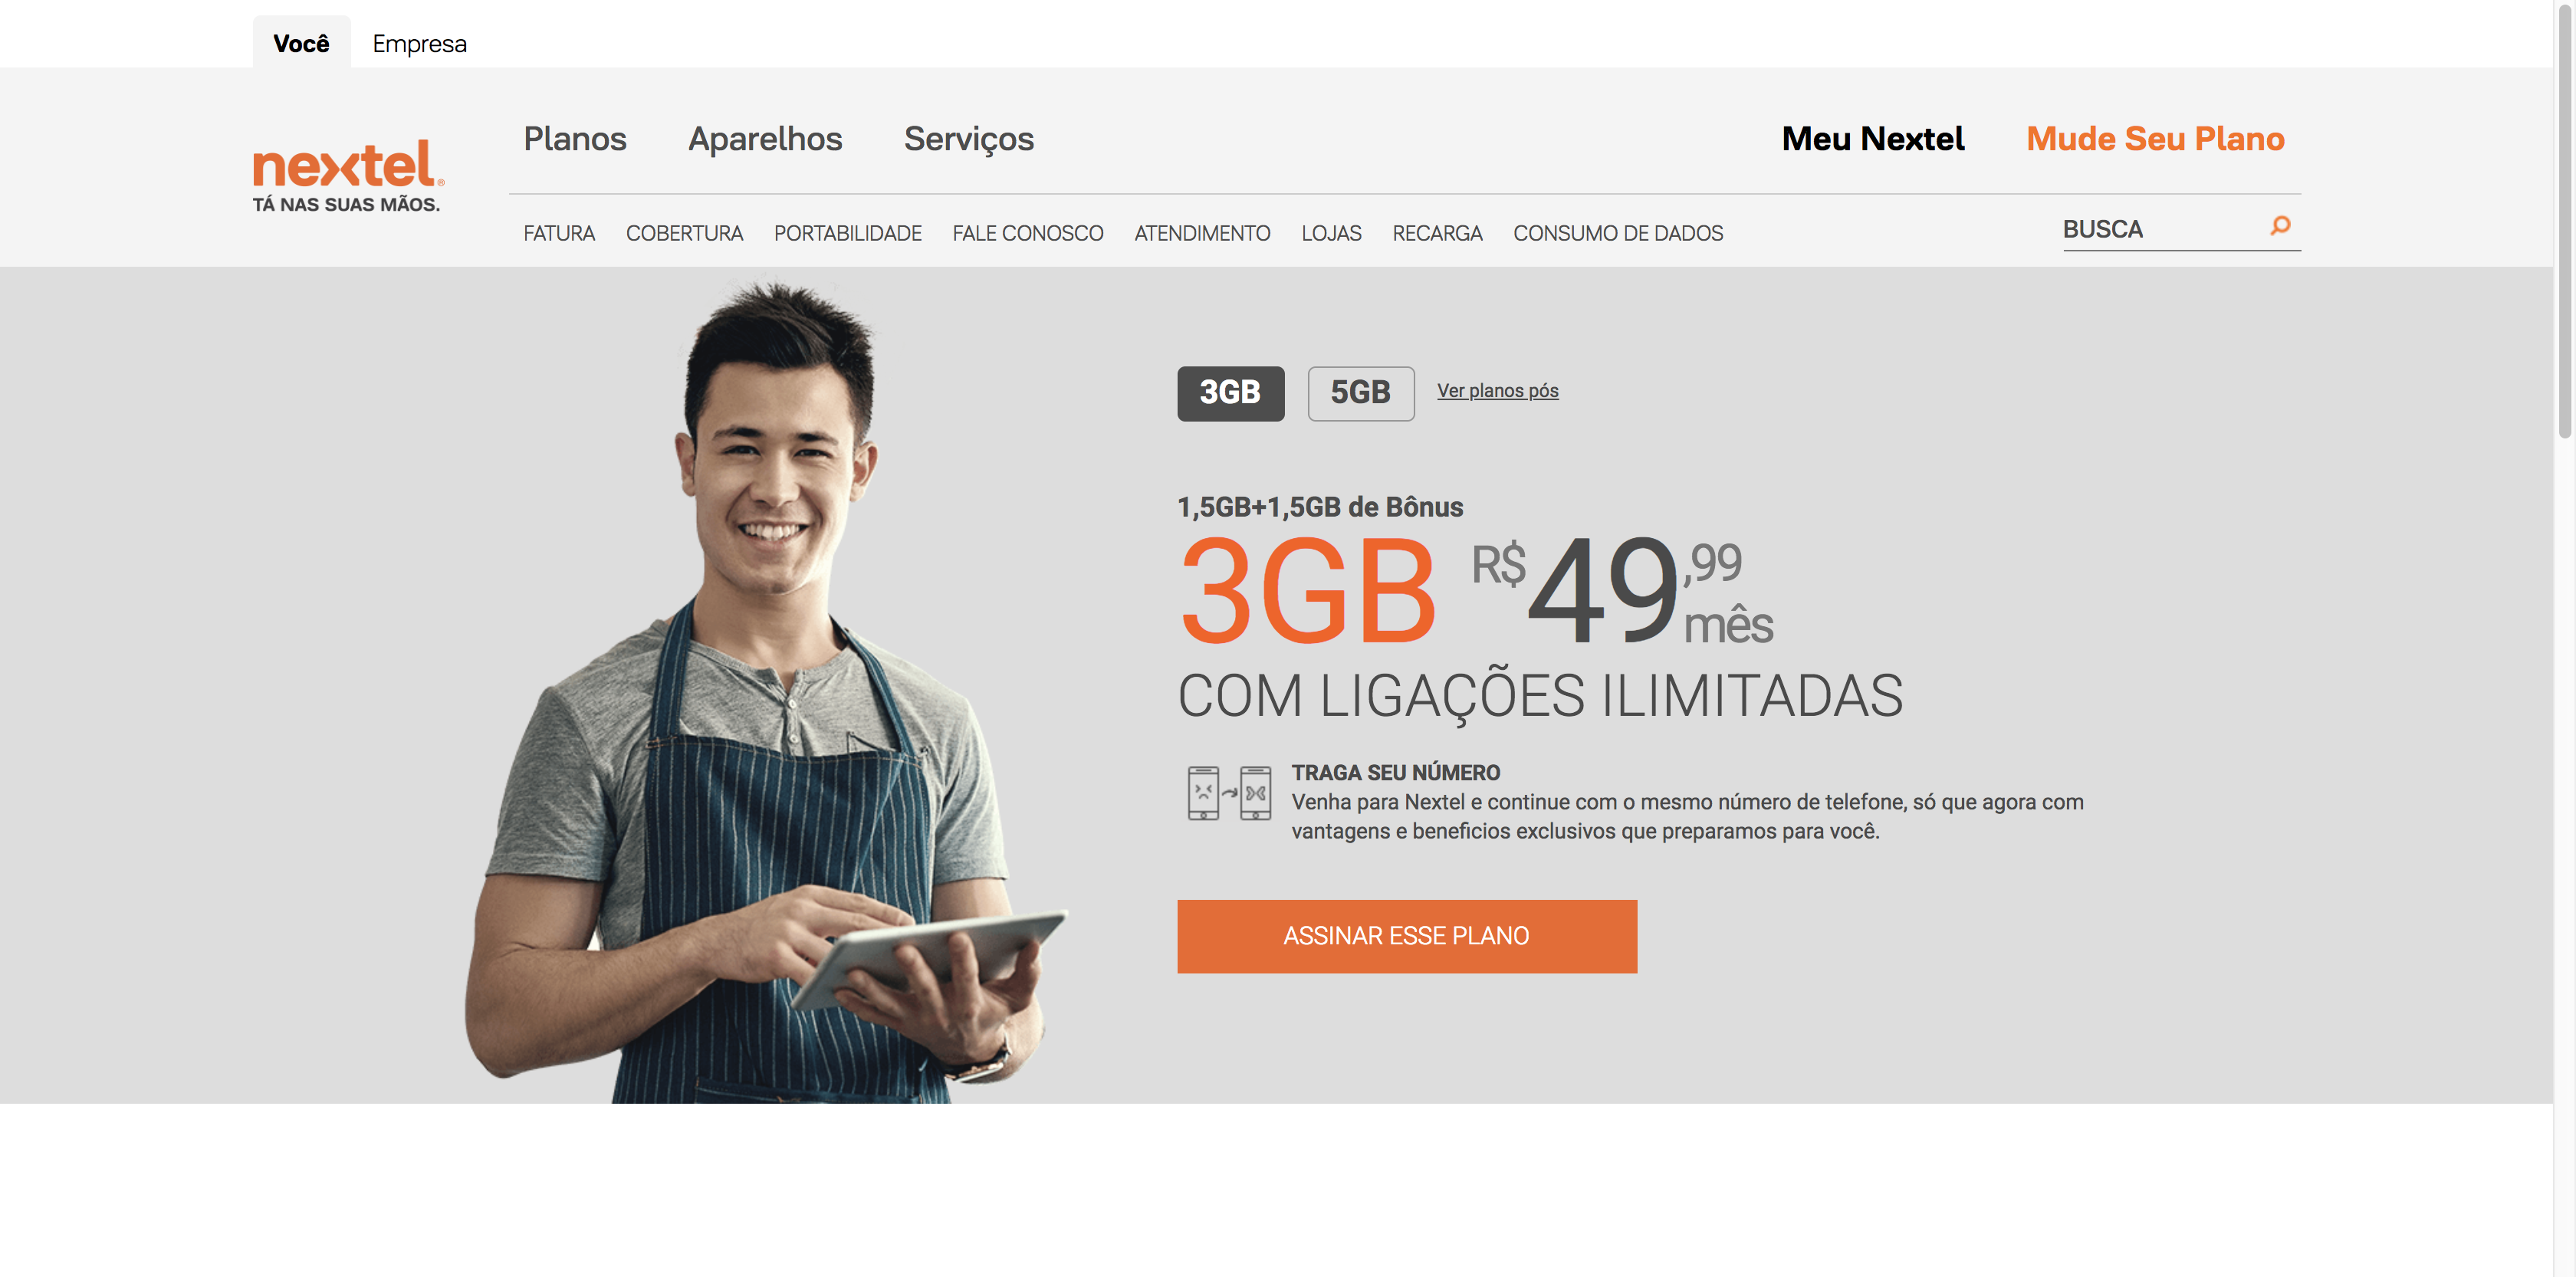 Você Empresa
Planos Aparelhos Serviços Meu Nextel Mude Seu Plano
nextel®
TÁ NAS SUAS MÃOS.
FATURA COBERTURA PORTABILIDADE FALE CONOSCO ATENDIMENTO LOJAS RECARGA CONSUMO DE DADOS BUSCA
3GB 5GB Ver planos pós
1,5GB+1,5GB de Bônus
3GB R$49,99 mês
COM LIGAÇÕES ILIMITADAS
TRAGA SEU NÚMERO
Venha para Nextel e continue com o mesmo número de telefone, só que agora com
vantagens e beneficios exclusivos que preparamos para você.
ASSINAR ESSE PLANO